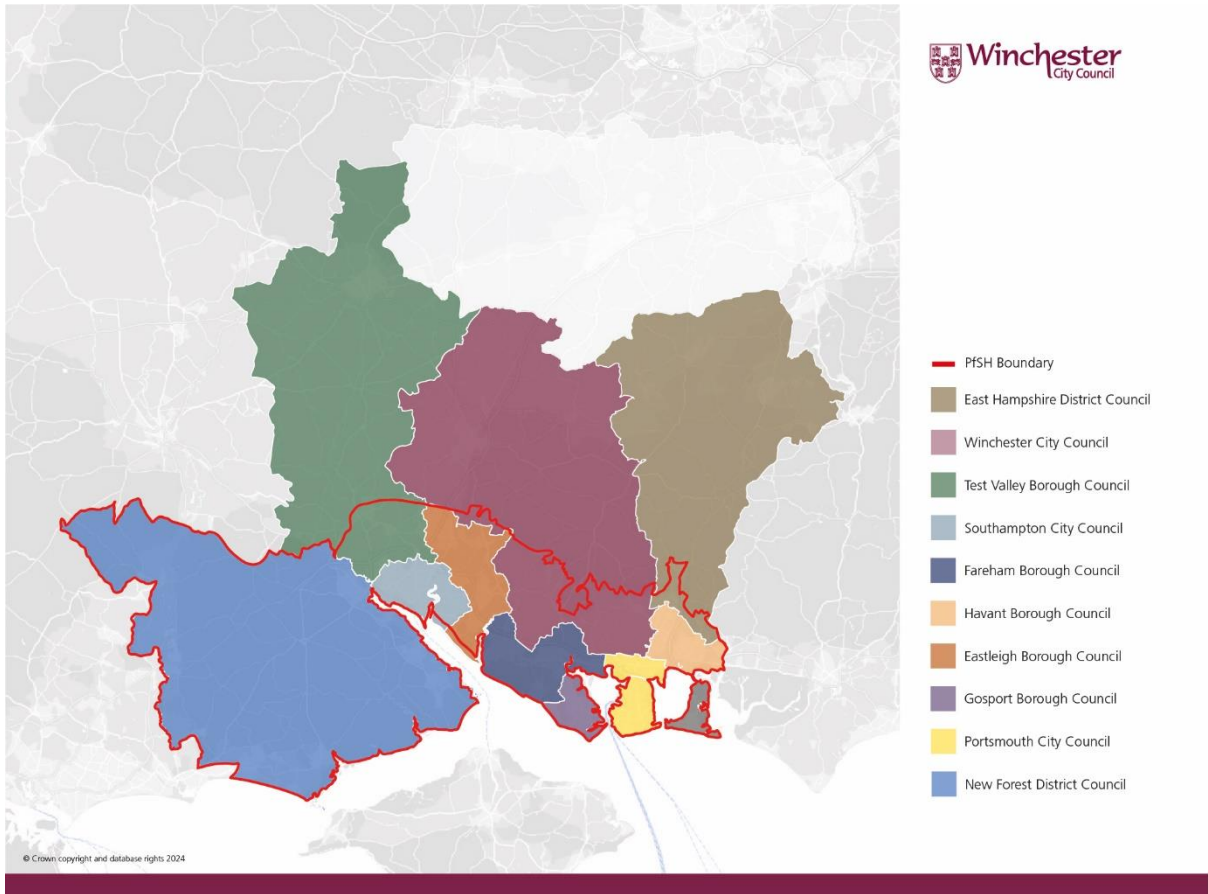 Winchester
City Council
PfSH Boundary
East Hampshire District Council
Winchester City Council
Test Valley Borough Council
Southampton City Council
Fareham Borough Council
Havant Borough Council
Eastleigh Borough Council
Gosport Borough Council
Portsmouth City Council
New Forest District Council
© Crown copyright and database rights 2024